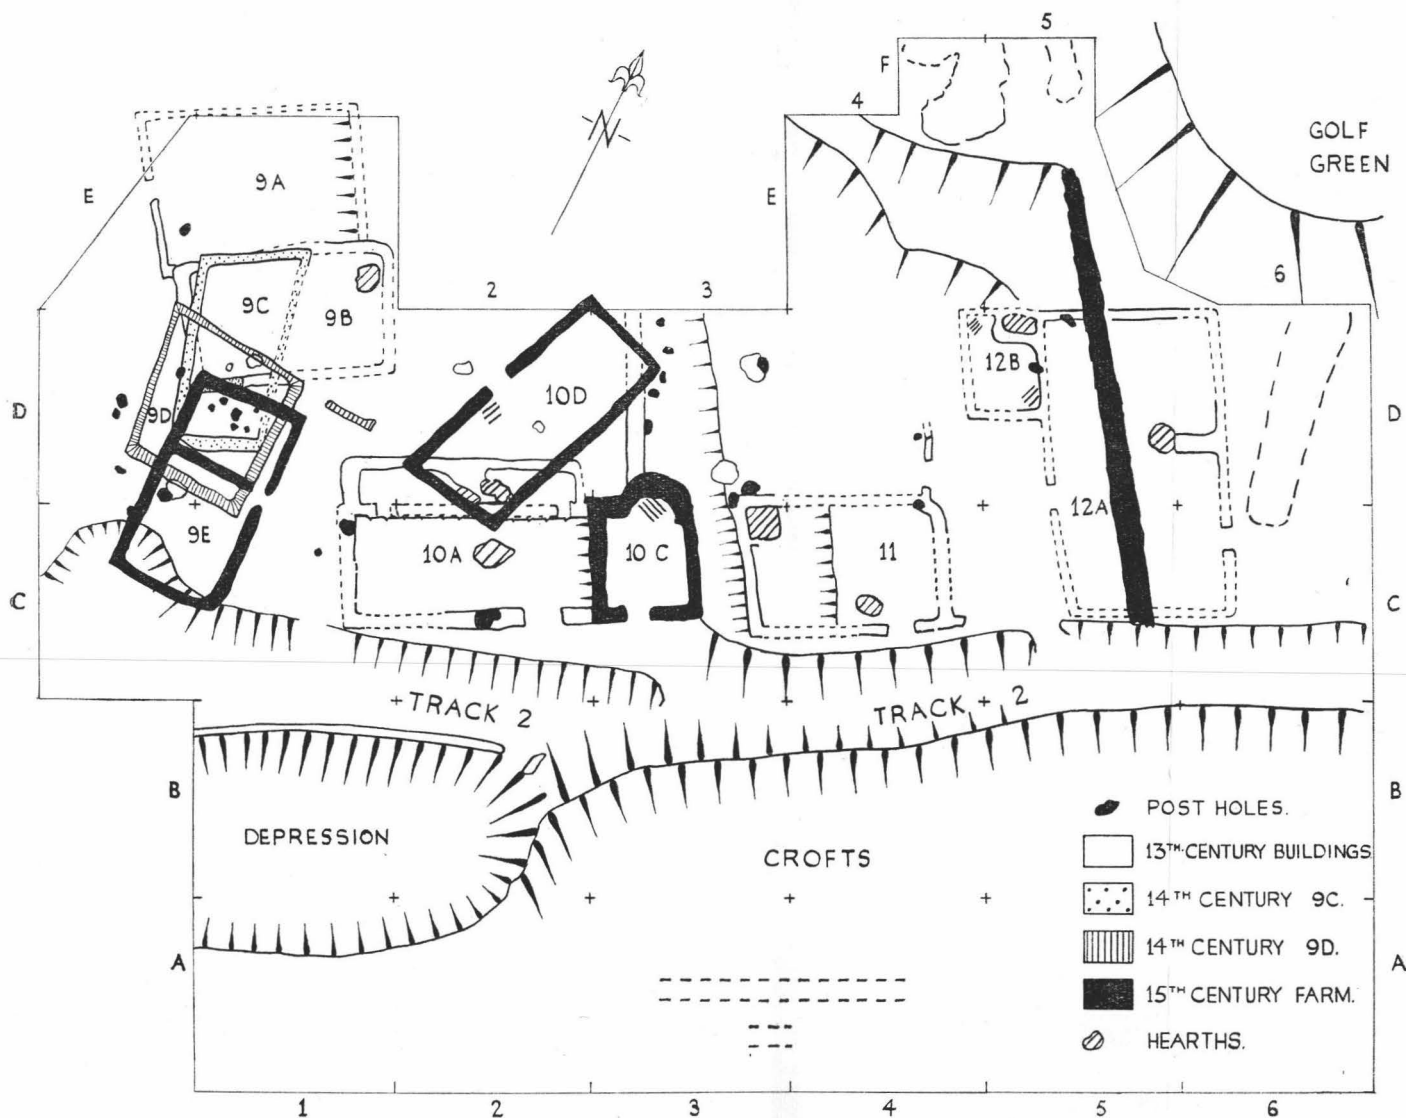 5
F
4
GOLF
GREEN
N
9A
E
E
6
2
3
9C
9B
12B
D
9D
10D
D
12A
9E
10A
10 C
11
C
C
TRACK 2
TRACK 2
B
B
POST HOLES.
DEPRESSION
13TH CENTURY BUILDINGS
CROFTS
14TH CENTURY 9C.
A
14TH CENTURY 9D.
A
15TH CENTURY FARM.
HEARTHS.
1
2
3
4
5
6